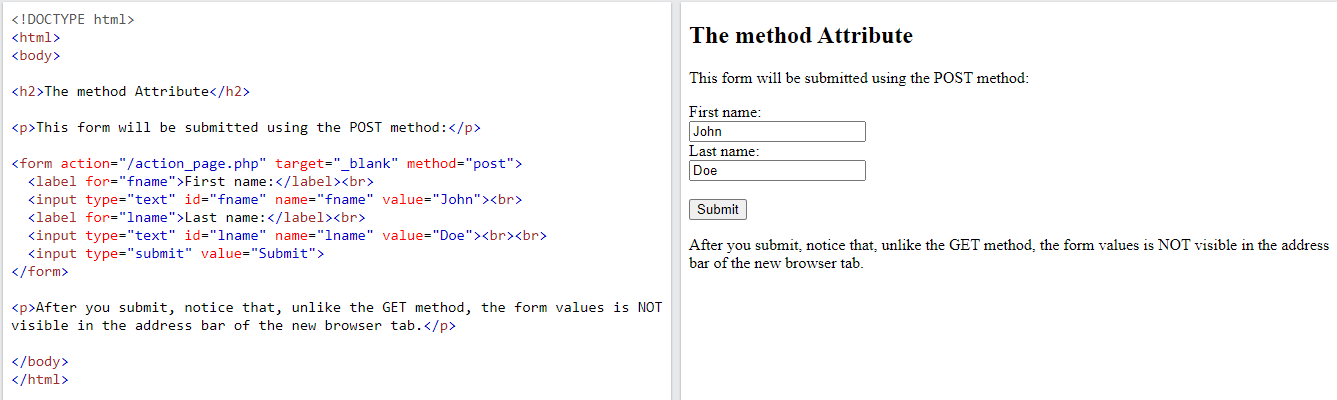 <!DOCTYPE html>
<html>
<body>
<h2>The method Attribute</h2>
<p>This form will be submitted using the POST method:</p>
<form action="/action_page.php" target="_blank" method="post">
<label for="fname">First name:</label><br>
<input type="text" id="fname" name="fname" value="John"><br>
<label for="lname">Last name:</label><br>
<input type="text" id="lname" name="lname" value="Doe"><br><br>
<input type="submit" value="Submit">
</form>
<p>After you submit, notice that, unlike the GET method, the form values is NOT
visible in the address bar of the new browser tab.</p>
</body>
</html>
The method Attribute
This form will be submitted using the POST method:
First name:
John
Last name:
Doe
Submit
After you submit, notice that, unlike the GET method, the form values is NOT visible in the address
bar of the new browser tab.